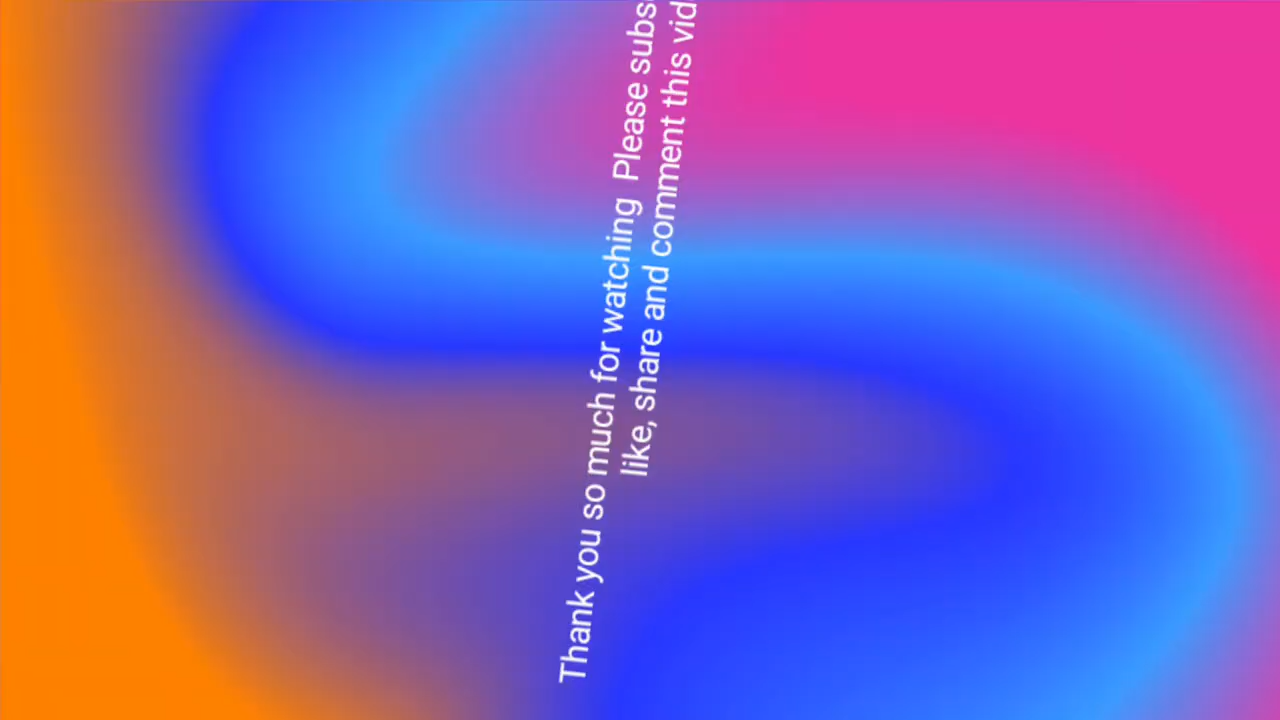 Thank you so much for watching Please subs
like, share and comment this vid